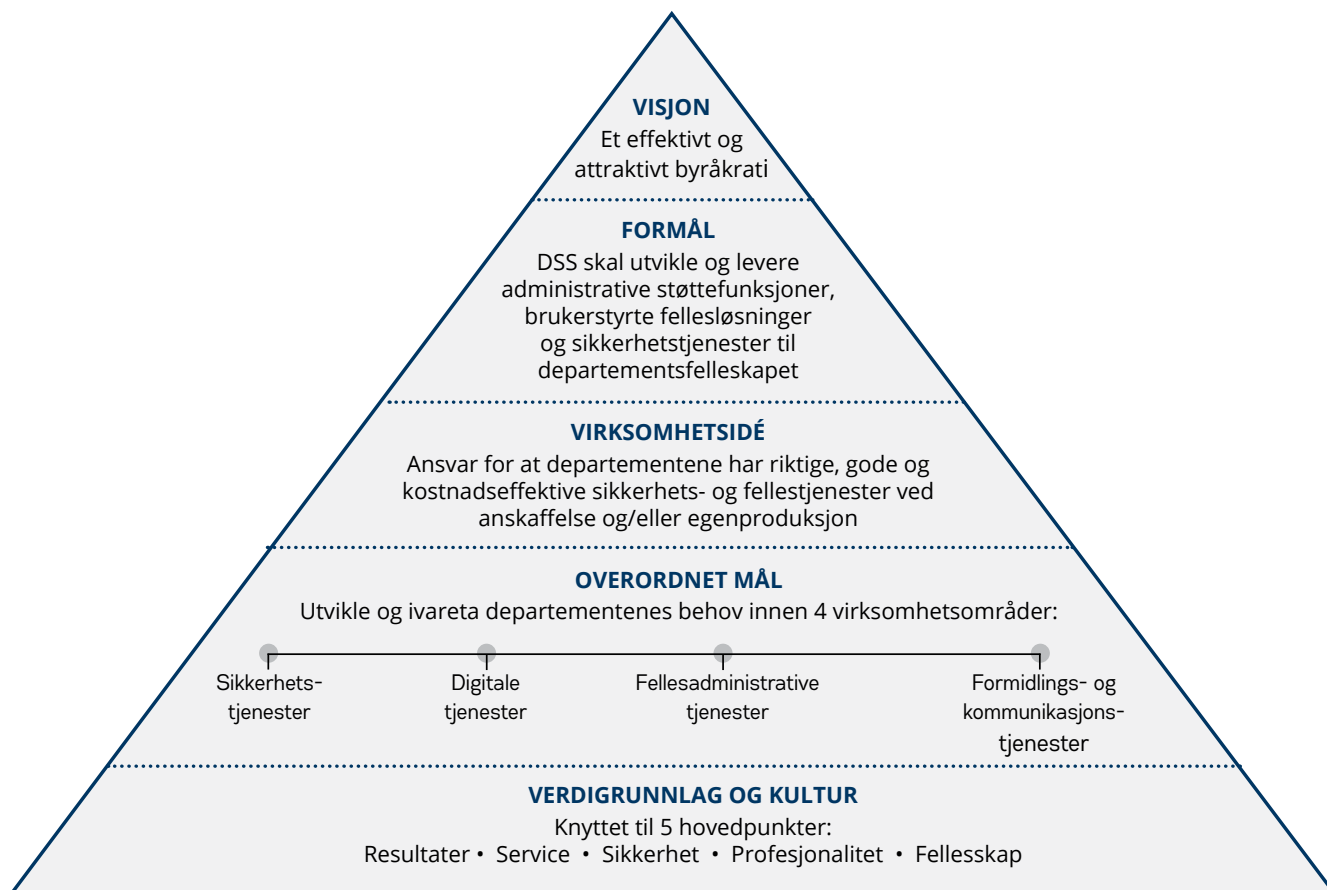 VISJON
Et effektivt og
attraktivt byråkrati
FORMÅL
DSS skal utvikle og levere
administrative støttefunksjoner,
brukerstyrte fellesløsninger
og sikkerhetstjenester til
departementsfelleskapet
VIRKSOMHETSIDÉ
Ansvar for at departementene har riktige, gode og
kostnadseffektive sikkerhets- og fellestjenester ved
anskaffelse og/eller egenproduksjon
OVERORDNET MÅL
Utvikle og ivareta departementenes behov innen 4 virksomhetsområder:
Sikkerhets-
tjenester
Digitale
tjenester
Fellesadministrative
tjenester
Formidlings- og
kommunikasjons-
tjenester
VERDIGRUNNLAG OG KULTUR
Knyttet til 5 hovedpunkter:
Resultater • Service • Sikkerhet • Profesjonalitet • Fellesskap